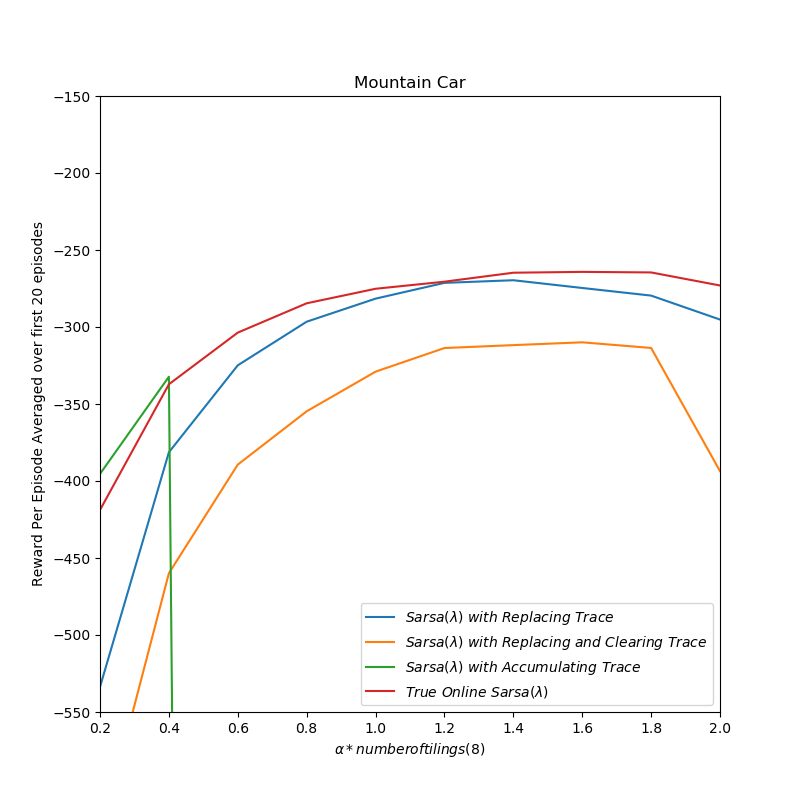 Mountain Car
−150
−200
−250
−300
−350
−400
−450
−500
−550
Reward Per Episode Averaged over first 20 episodes
Sarsa(λ) with Replacing Trace
Sarsa(λ) with Replacing and Clearing Trace
Sarsa(λ) with Accumulating Trace
True Online Sarsa(λ)
0.2 0.4 0.6 0.8 1.0 1.2 1.4 1.6 1.8 2.0
α * numberoftilings(8)